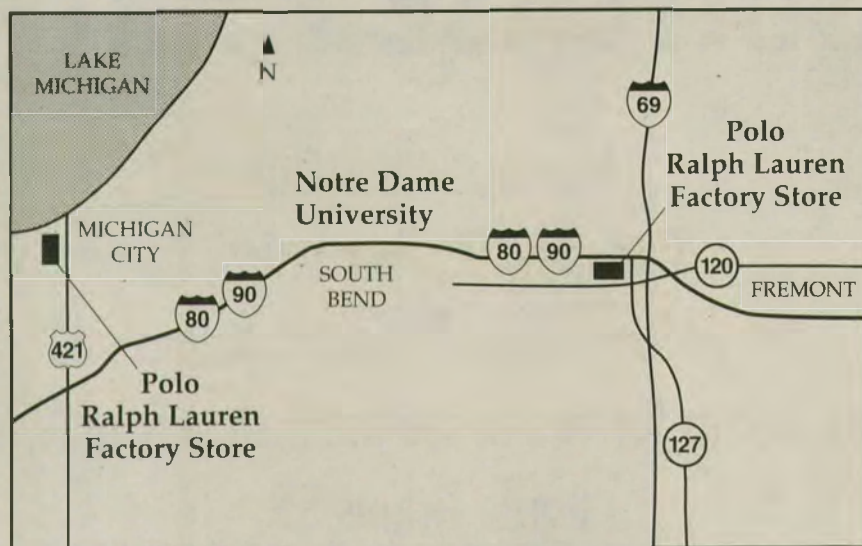 LAKE
MICHIGAN
N
69
Polo
Ralph Lauren
Factory Store
Notre Dame
University
MICHIGAN
CITY
80
90
120
SOUTH
BEND
FREMONT
80
90
421
Polo
Ralph Lauren
Factory Store
127